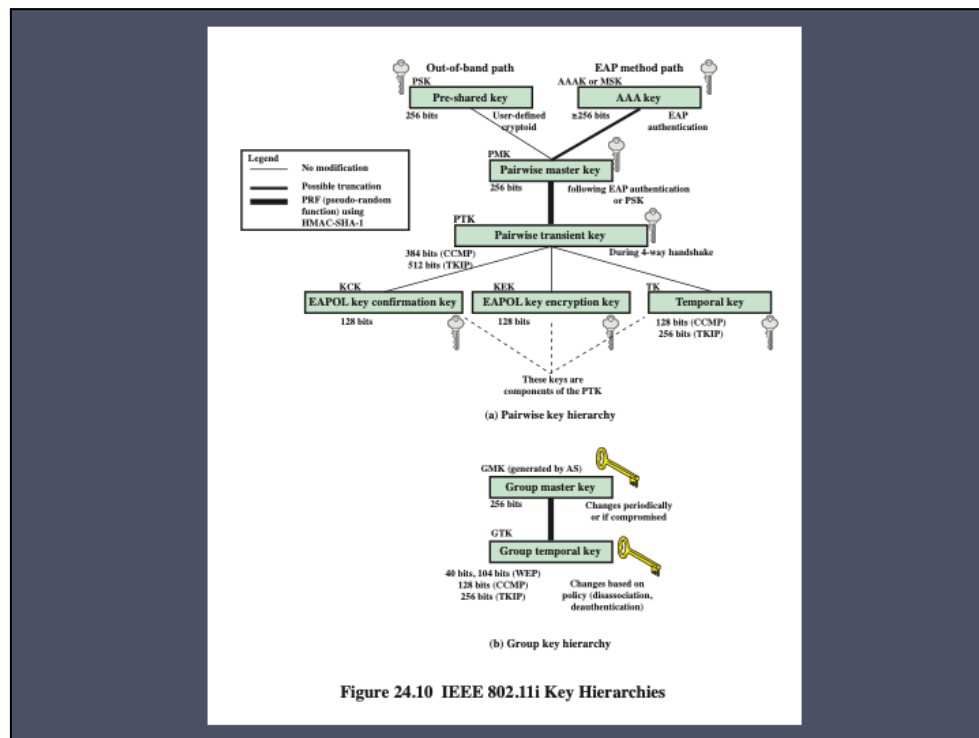 Out-of-band path
EAP method path
PSK
AAAK or MSK
Pre-shared key
AAA key
256 bits
User-defined
cryptoid
≥256 bits
EAP
authentication
Legend
No modification
Possible truncation
PRF (pseudo-random
function) using
HMAC-SHA-1
PMK
Pairwise master key
256 bits
following EAP authentication
or PSK
PTK
Pairwise transient key
384 bits (CCMP)
512 bits (TKIP)
During 4-way handshake
KCK
KEK
TK
EAPOL key confirmation key
EAPOL key encryption key
Temporal key
128 bits
128 bits
128 bits (CCMP)
256 bits (TKIP)
These keys are
components of the PTK
(a) Pairwise key hierarchy
GMK (generated by AS)
Group master key
256 bits
Changes periodically
or if compromised
GTK
Group temporal key
40 bits, 104 bits (WEP)
128 bits (CCMP)
256 bits (TKIP)
Changes based on
policy (disassociation,
deauthentication)
(b) Group key hierarchy
Figure 24.10 IEEE 802.11i Key Hierarchies